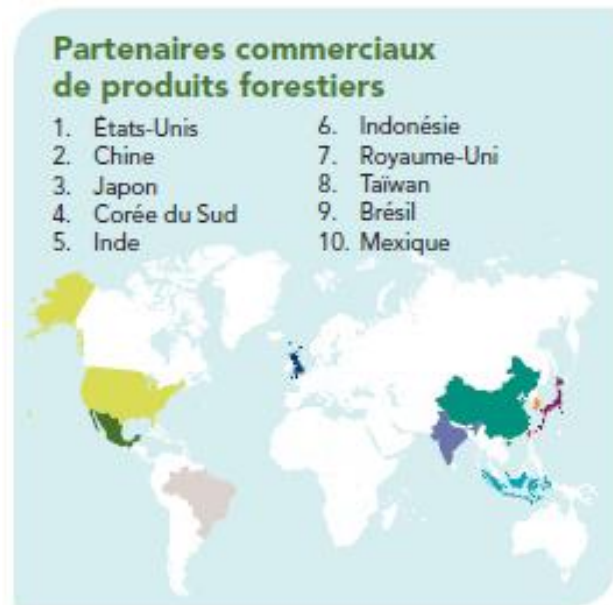 Partenaires commerciaux
de produits forestiers
1. États-Unis
2. Chine
3. Japon
4. Corée du Sud
5. Inde
6. Indonésie
7. Royaume-Uni
8. Taïwan
9. Brésil
10. Mexique